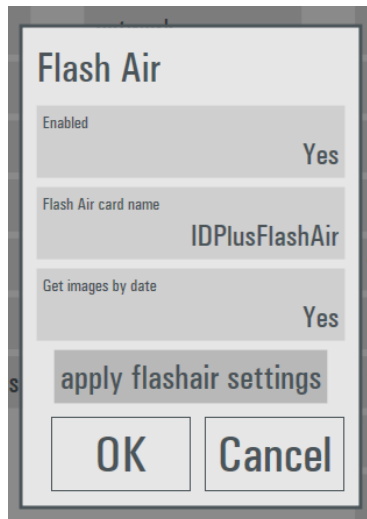 Flash Air
Enabled
Yes
Flash Air card name
IDPlusFlashAir
Get images by date
Yes
s
apply flashair settings
OK
Cancel